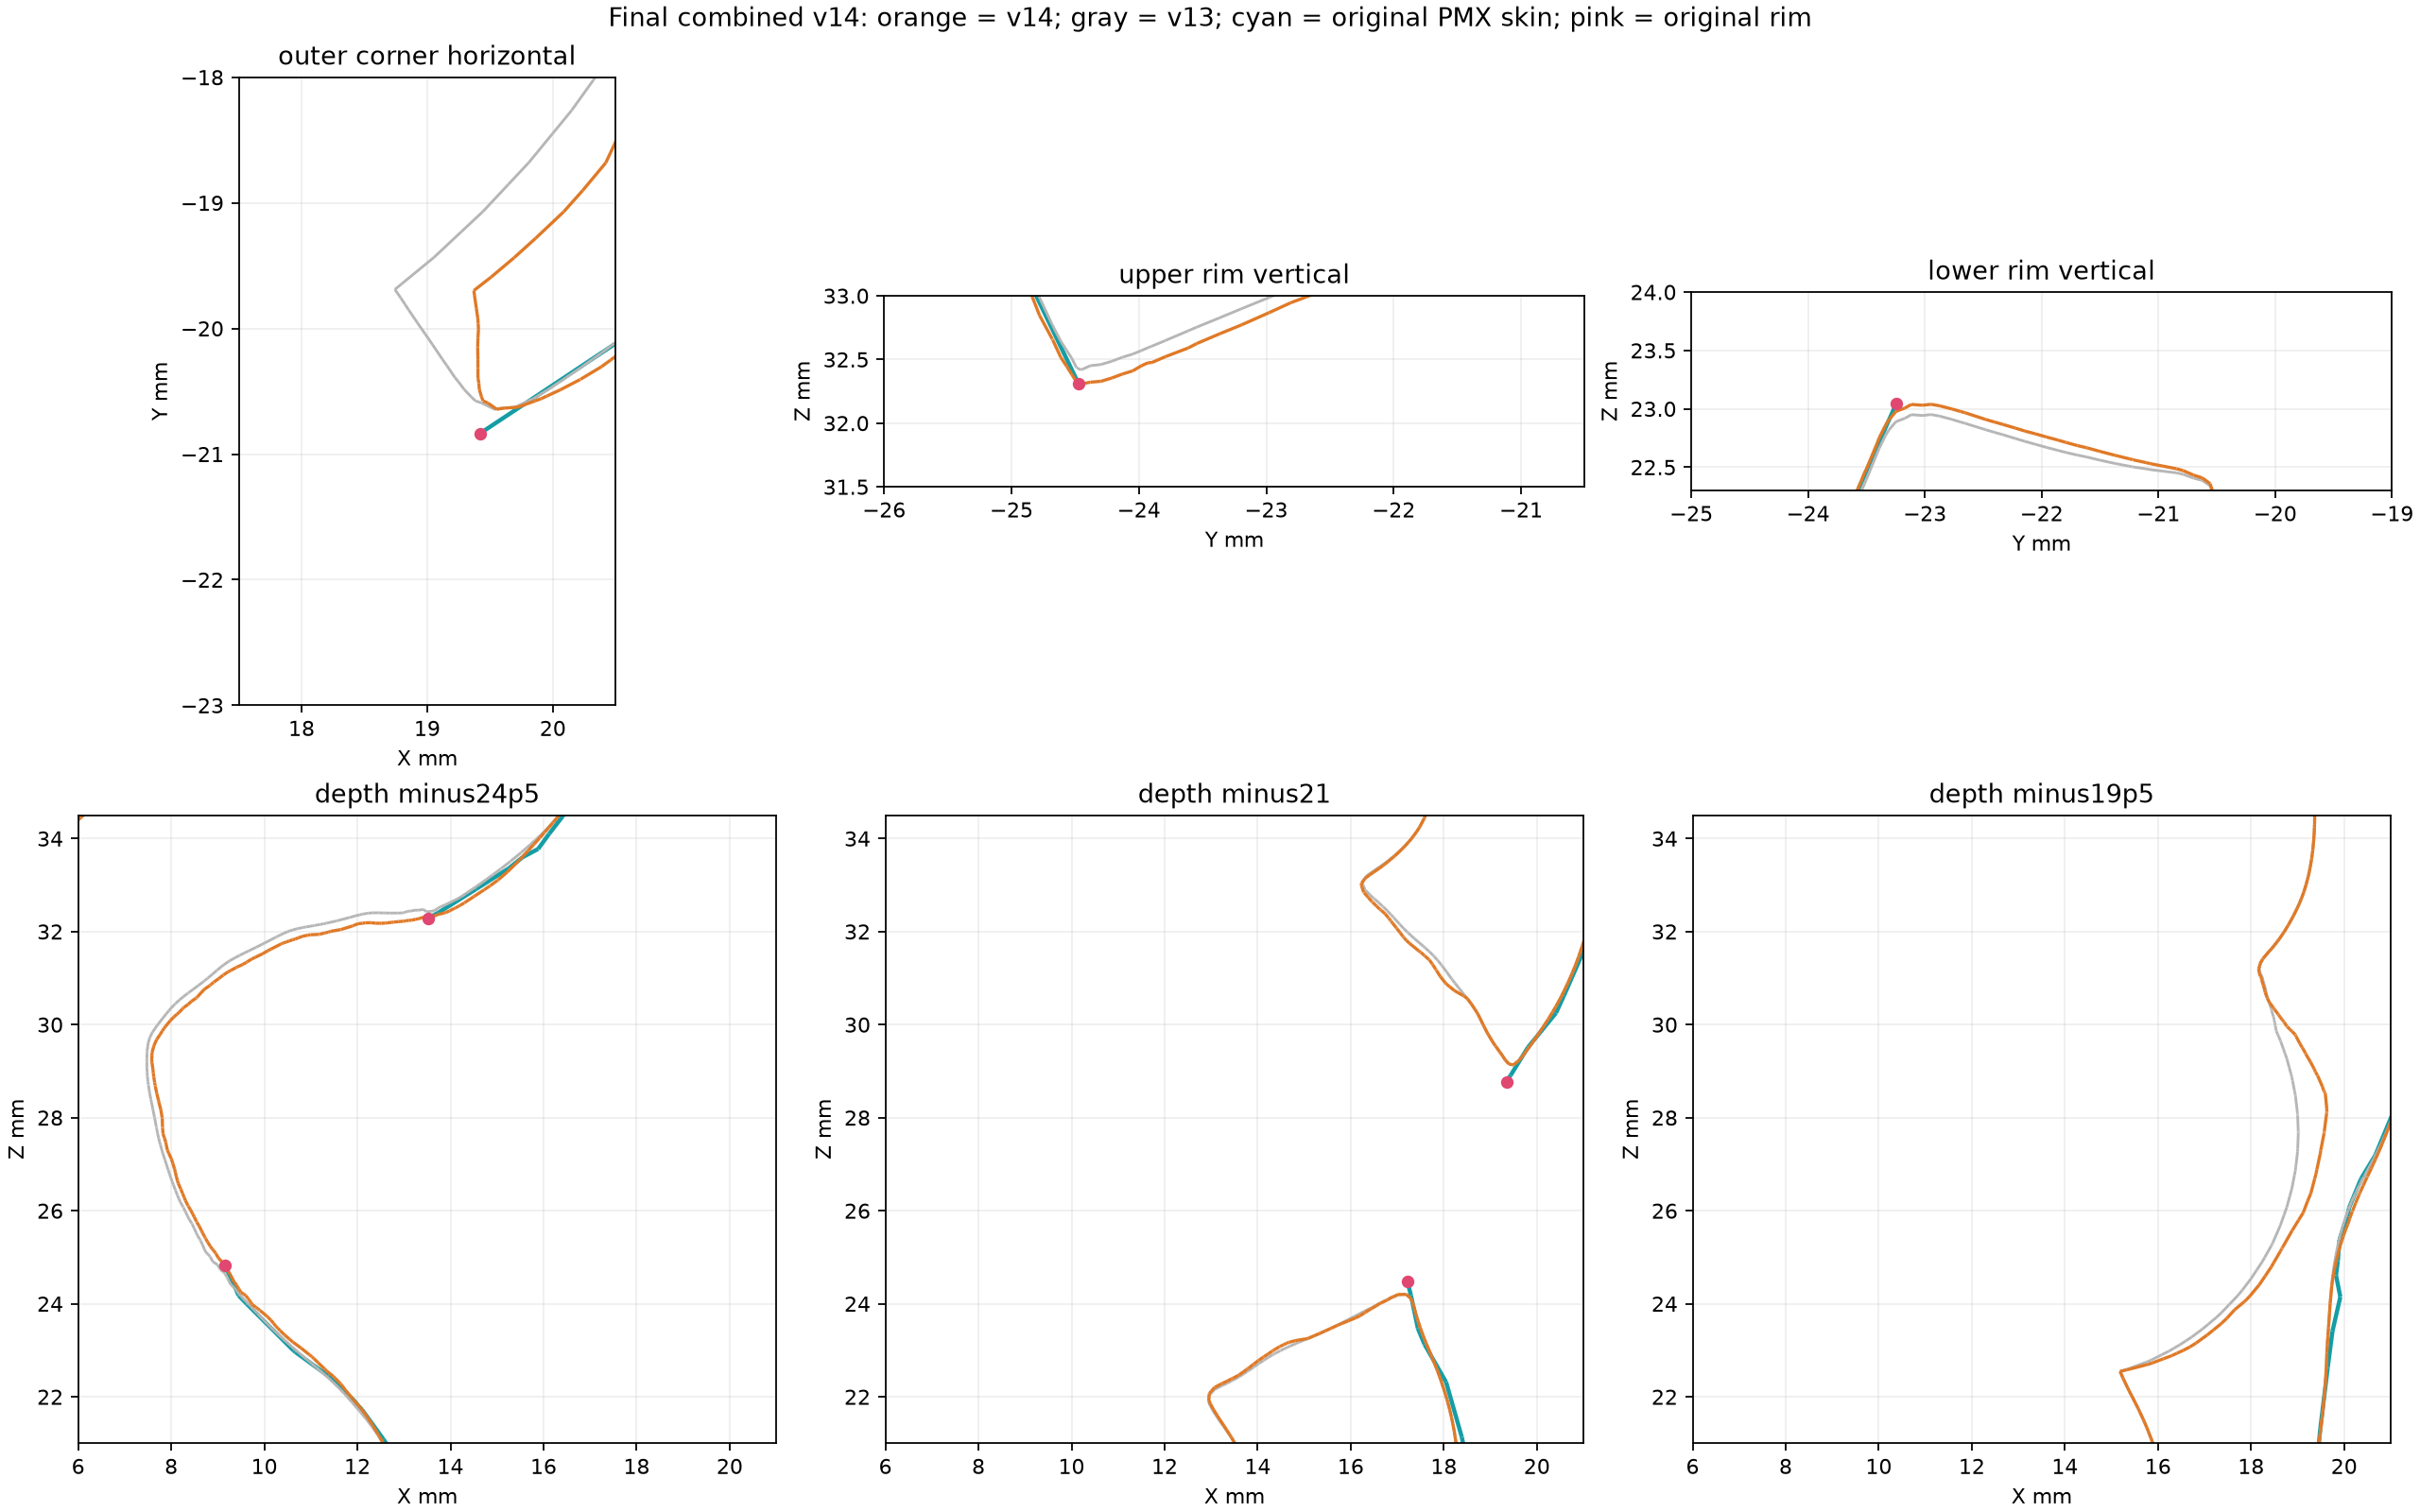 Final combined v14: orange = v14; gray = v13; cyan = original PMX skin; pink = original rim
outer corner horizontal
−18
−19
−20
−21
−22
−23
Y mm
18 19 20
X mm
upper rim vertical
33.0
32.5
32.0
31.5
Z mm
−26 −25 −24 −23 −22 −21
Y mm
lower rim vertical
24.0
23.5
23.0
22.5
Z mm
−25 −24 −23 −22 −21 −20 −19
Y mm
depth minus24p5
34
32
30
28
26
24
22
Z mm
6 8 10 12 14 16 18 20
X mm
depth minus21
34
32
30
28
26
24
22
Z mm
6 8 10 12 14 16 18 20
X mm
depth minus19p5
34
32
30
28
26
24
22
Z mm
6 8 10 12 14 16 18 20
X mm